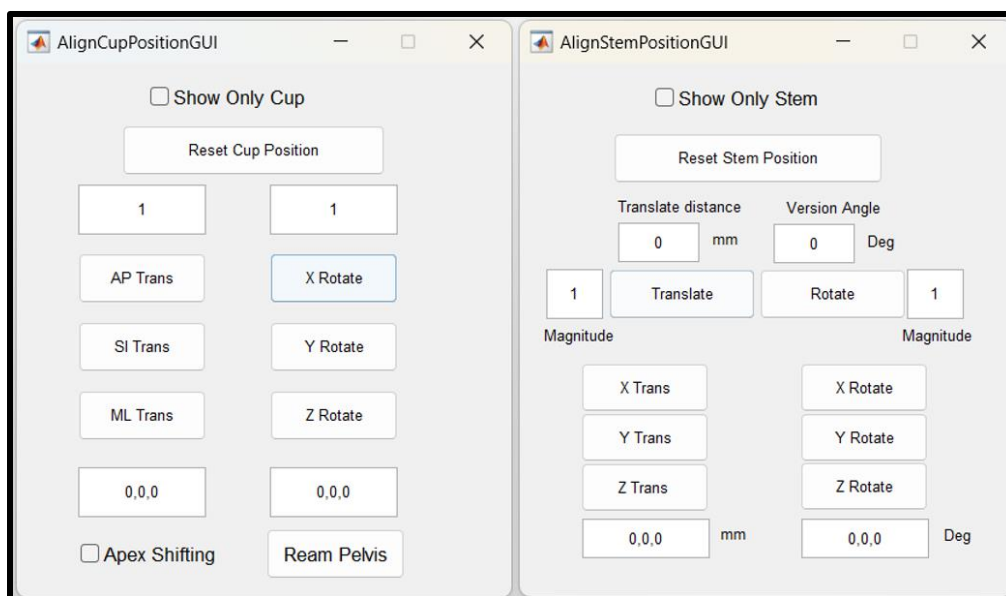 AlignCupPositionGUI
Show Only Cup
Reset Cup Position
1 1
AP Trans X Rotate
SI Trans Y Rotate
ML Trans Z Rotate
0,0,0 0,0,0
Apex Shifting Ream Pelvis
AlignStemPositionGUI
Show Only Stem
Reset Stem Position
Translate distance Version Angle
0 mm 0 Deg
1 Translate Rotate 1
Magnitude Magnitude
X Trans X Rotate
Y Trans Y Rotate
Z Trans Z Rotate
0,0,0 mm 0,0,0 Deg